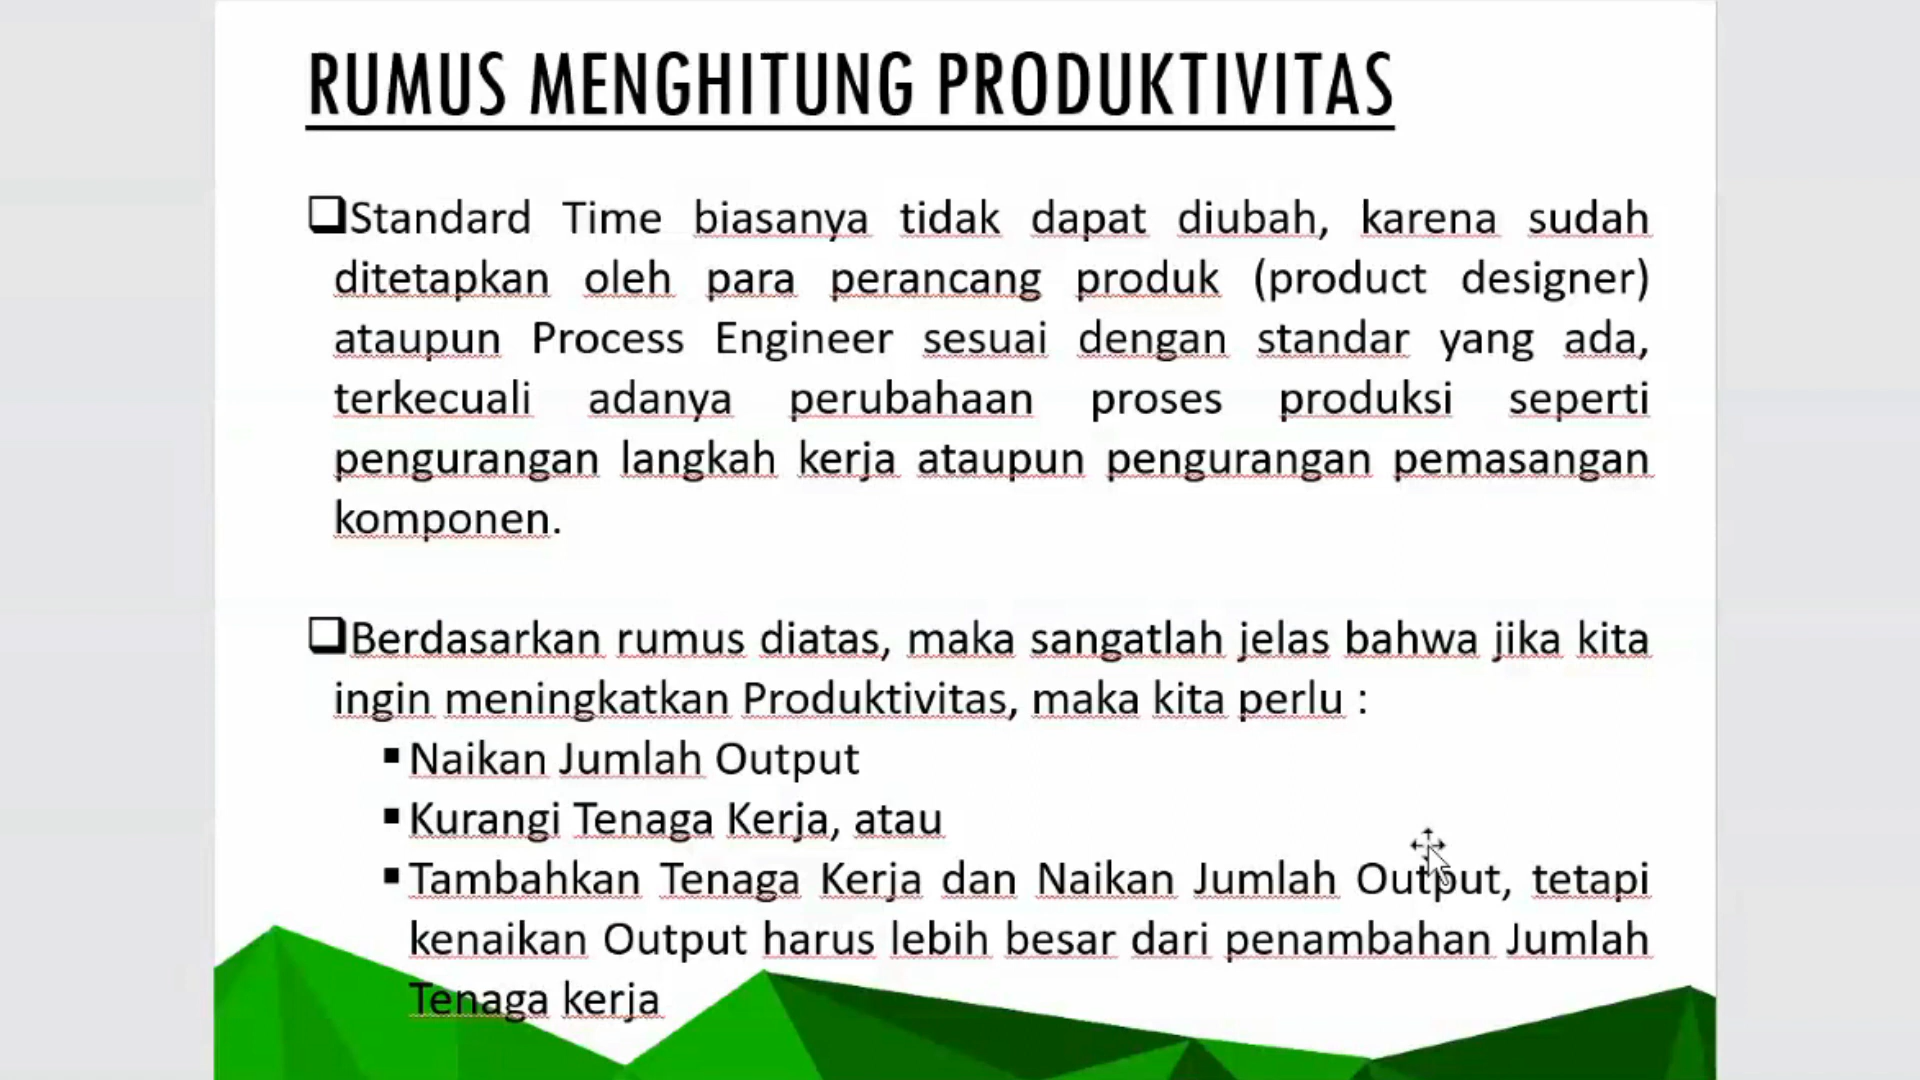 RUMUS MENGHITUNG PRODUKTIVITAS
❑Standard Time biasanya tidak dapat diubah, karena sudah
ditetapkan oleh para perancang produk (product designer)
ataupun Process Engineer sesuai dengan standar yang ada,
terkecuali adanya perubahaan proses produksi seperti
pengurangan langkah kerja ataupun pengurangan pemasangan
komponen.
❑Berdasarkan rumus diatas, maka sangatlah jelas bahwa jika kita
ingin meningkatkan Produktivitas, maka kita perlu :
▪Naikan Jumlah Output
▪Kurangi Tenaga Kerja, atau
▪Tambahkan Tenaga Kerja dan Naikan Jumlah Output, tetapi
kenaikan Output harus lebih besar dari penambahan Jumlah
Tenaga kerja